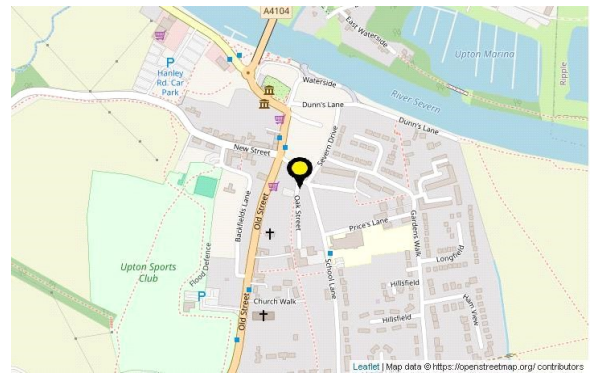 A4104
East Waterside
Upton Marina
Ripple
P
Hanley
Rd. Car
Park
Waterside
River Severn
Dunn's Lane
Dunn's Lane
New Street
Severn Drive
Backfields Lane
Old Street
Oak Street
Price's Lane
Gardens Walk
Upton Sports
Club
Flood Defence
School Lane
Longfield
P
Hillsfield
Ham View
Church Walk
Hillsfield
Old Street
Leaflet | Map data © https://openstreetmap.org/ contributors